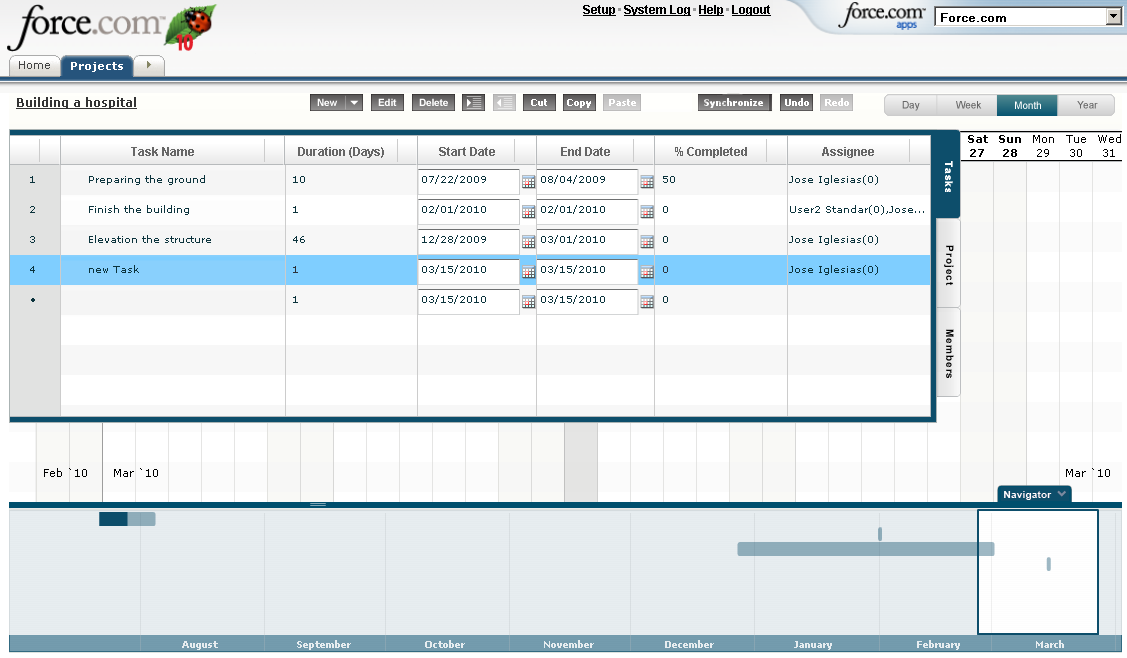 force.com
10
Setup · System Log · Help · Logout
force.com
apps
Force.com
Home Projects
Building a hospital
New Edit Delete Cut Copy Paste Synchronize Undo Redo Day Week Month Year
Task Name Duration (Days) Start Date End Date % Completed Assignee
1 Preparing the ground 10 07/22/2009 08/04/2009 50 Jose Iglesias(0)
2 Finish the building 1 02/01/2010 02/01/2010 0 User2 Standar(0),Jose...
3 Elevation the structure 46 12/28/2009 03/01/2010 0 Jose Iglesias(0)
4 new Task 1 03/15/2010 03/15/2010 0 Jose Iglesias(0)
• 1 03/15/2010 03/15/2010 0
Tasks
Project
Members
Sat Sun Mon Tue Wed
27 28 29 30 31
Feb `10 Mar `10 Mar `10
Navigator
August September October November December January February March